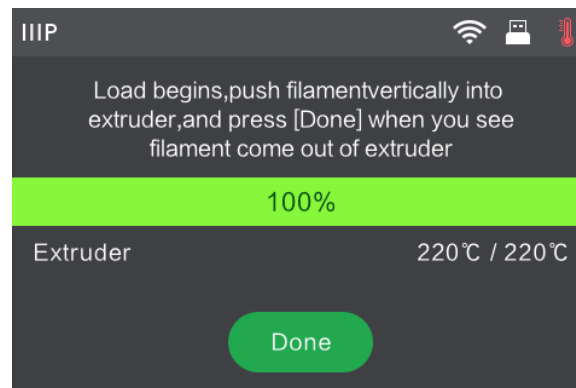 IIIP
Load begins,push filamentvertically into
extruder,and press [Done] when you see
filament come out of extruder
100%
Extruder 220℃ / 220℃
Done